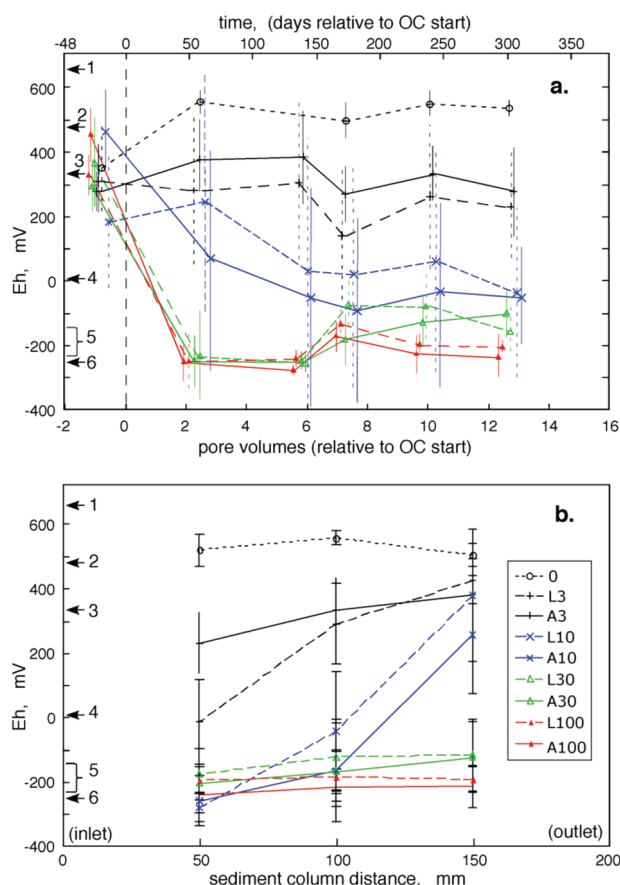 time, (days relative to OC start)
-48 0 50 100 150 200 250 300 350
a.
600
400
200
0
-200
-400
Eh, mV
1
2
3
4
5
6
-2 0 2 4 6 8 10 12 14 16
pore volumes (relative to OC start)
b.
600
400
200
0
-200
-400
Eh, mV
1
2
3
4
5
6
0
L3
A3
L10
A10
L30
A30
L100
A100
(inlet) (outlet)
0 50 100 150 200
sediment column distance, mm